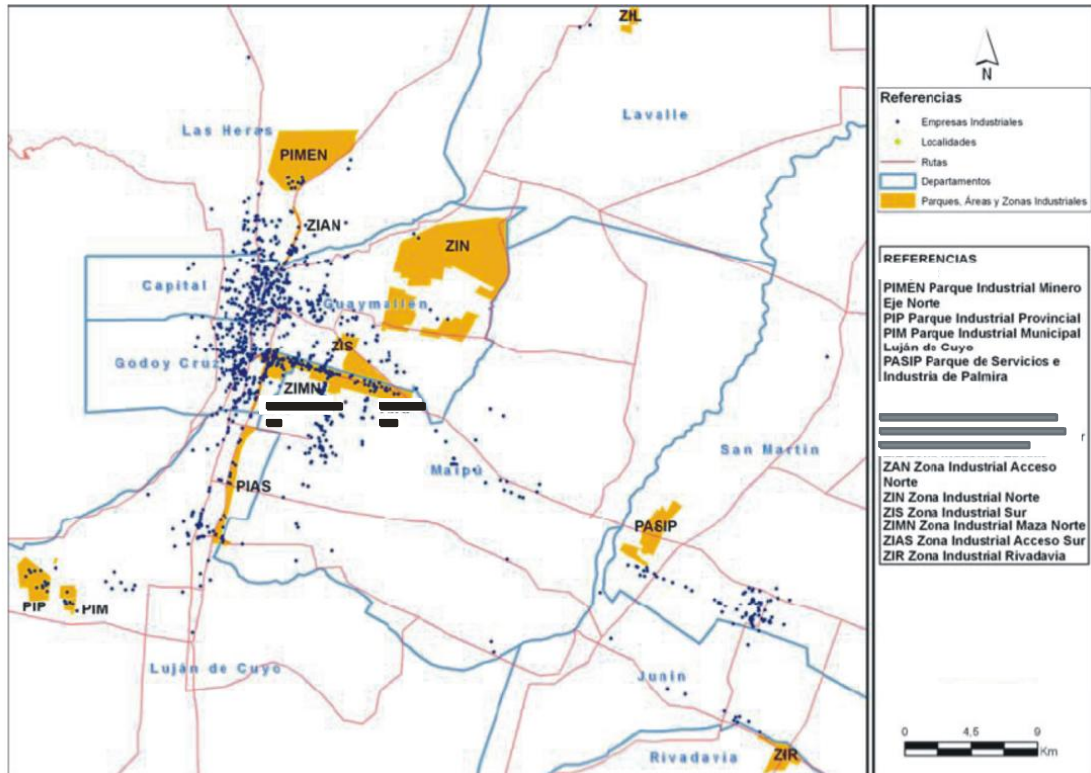 ZIL
Lavalle
Las Heras
PIMEN
ZIAN
ZIN
Capital
Guaymallén
ZIS
Godoy Cruz
ZIMN
San Martín
Maipú
PIAS
PASIP
PIP
PIM
Luján de Cuyo
Junín
Rivadavia
ZIR
N
Referencias
Empresas Industriales
Localidades
Rutas
Departamentos
Parques, Áreas y Zonas Industriales
REFERENCIAS
PIMEN Parque Industrial Minero
Eje Norte
PIP Parque Industrial Provincial
PIM Parque Industrial Municipal
Luján de Cuyo
PASIP Parque de Servicios e
Industria de Palmira
r
ZAN Zona Industrial Acceso
Norte
ZIN Zona Industrial Norte
ZIS Zona Industrial Sur
ZIMN Zona Industrial Maza Norte
ZIAS Zona Industrial Acceso Sur
ZIR Zona Industrial Rivadavia
0 4,5 9
Km